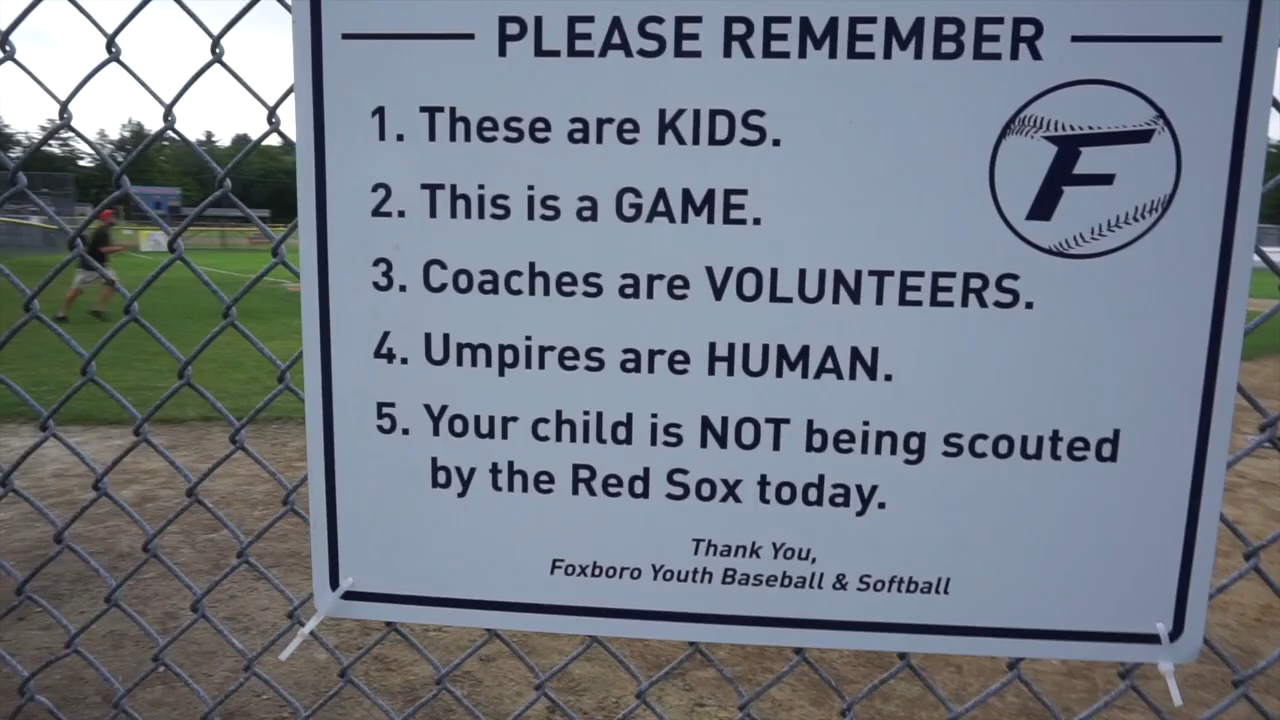 PLEASE REMEMBER
1. These are KIDS.
2. This is a GAME.
3. Coaches are VOLUNTEERS.
4. Umpires are HUMAN.
5. Your child is NOT being scouted
by the Red Sox today.
Thank You,
Foxboro Youth Baseball & Softball
F